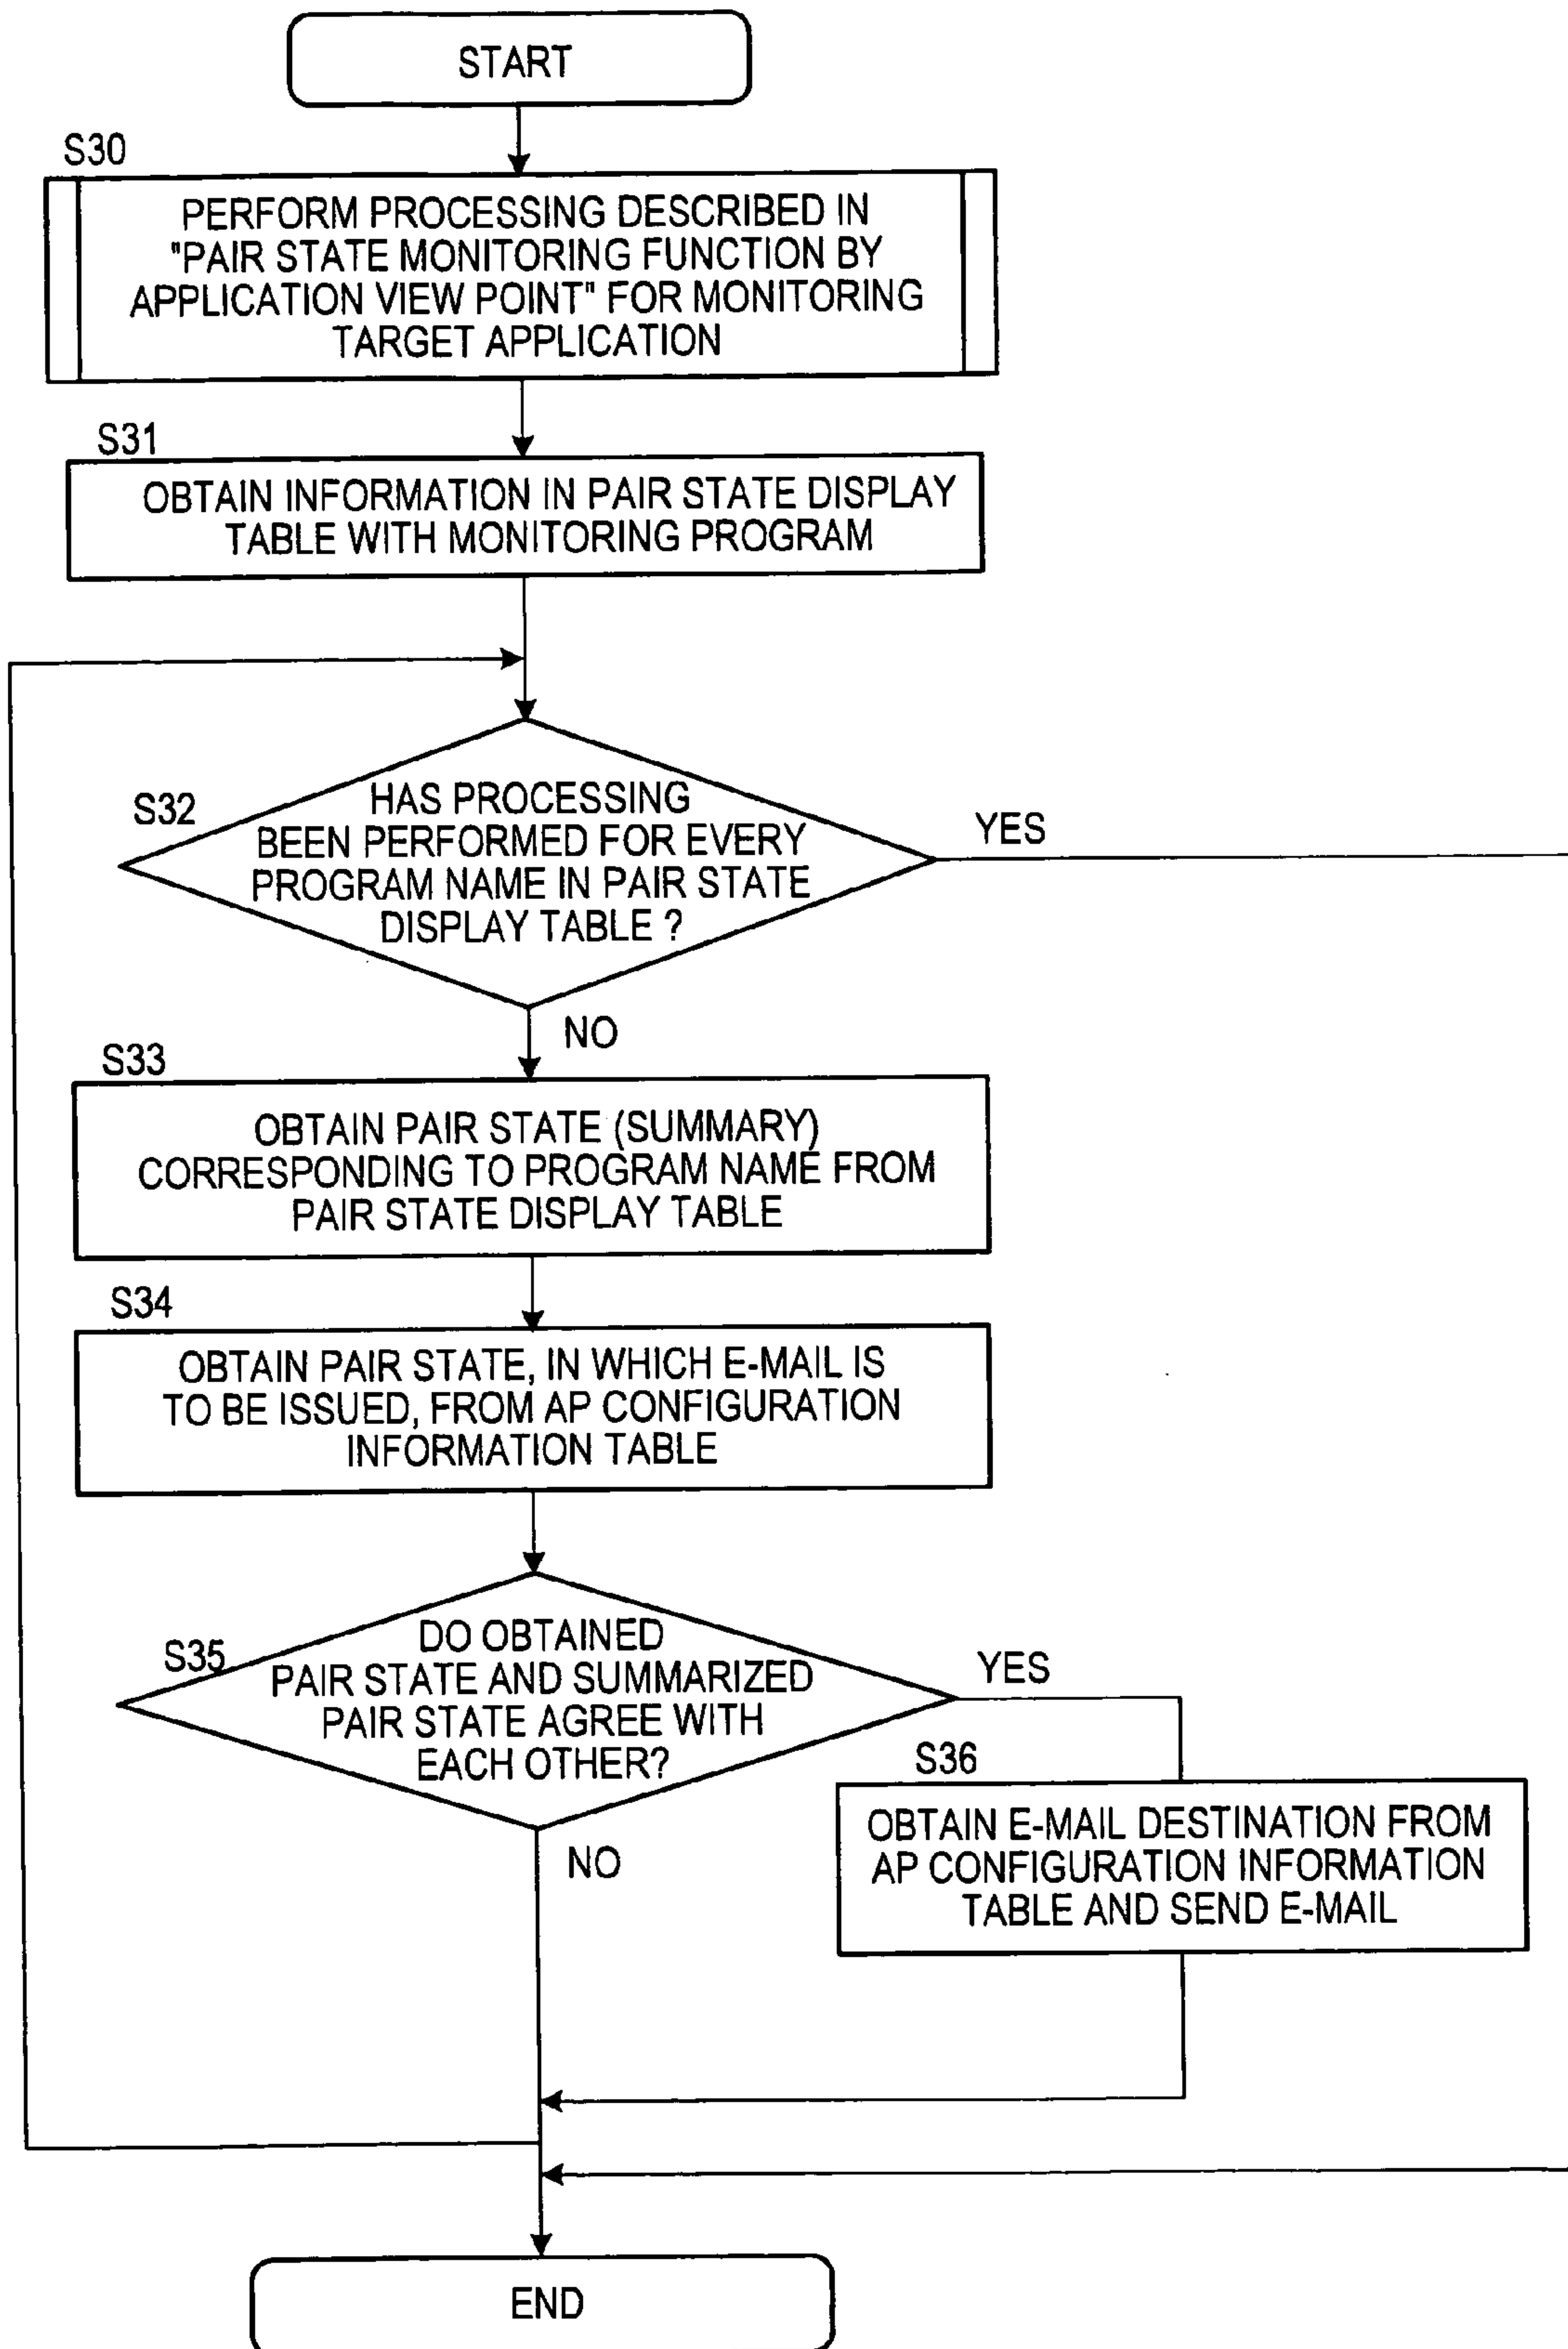 START
S30
PERFORM PROCESSING DESCRIBED IN
"PAIR STATE MONITORING FUNCTION BY
APPLICATION VIEW POINT" FOR MONITORING
TARGET APPLICATION
S31
OBTAIN INFORMATION IN PAIR STATE DISPLAY
TABLE WITH MONITORING PROGRAM
S32
HAS PROCESSING
BEEN PERFORMED FOR EVERY
PROGRAM NAME IN PAIR STATE
DISPLAY TABLE ?
YES
NO
S33
OBTAIN PAIR STATE (SUMMARY)
CORRESPONDING TO PROGRAM NAME FROM
PAIR STATE DISPLAY TABLE
S34
OBTAIN PAIR STATE, IN WHICH E-MAIL IS
TO BE ISSUED, FROM AP CONFIGURATION
INFORMATION TABLE
S35
DO OBTAINED
PAIR STATE AND SUMMARIZED
PAIR STATE AGREE WITH
EACH OTHER?
YES
NO
S36
OBTAIN E-MAIL DESTINATION FROM
AP CONFIGURATION INFORMATION
TABLE AND SEND E-MAIL
END